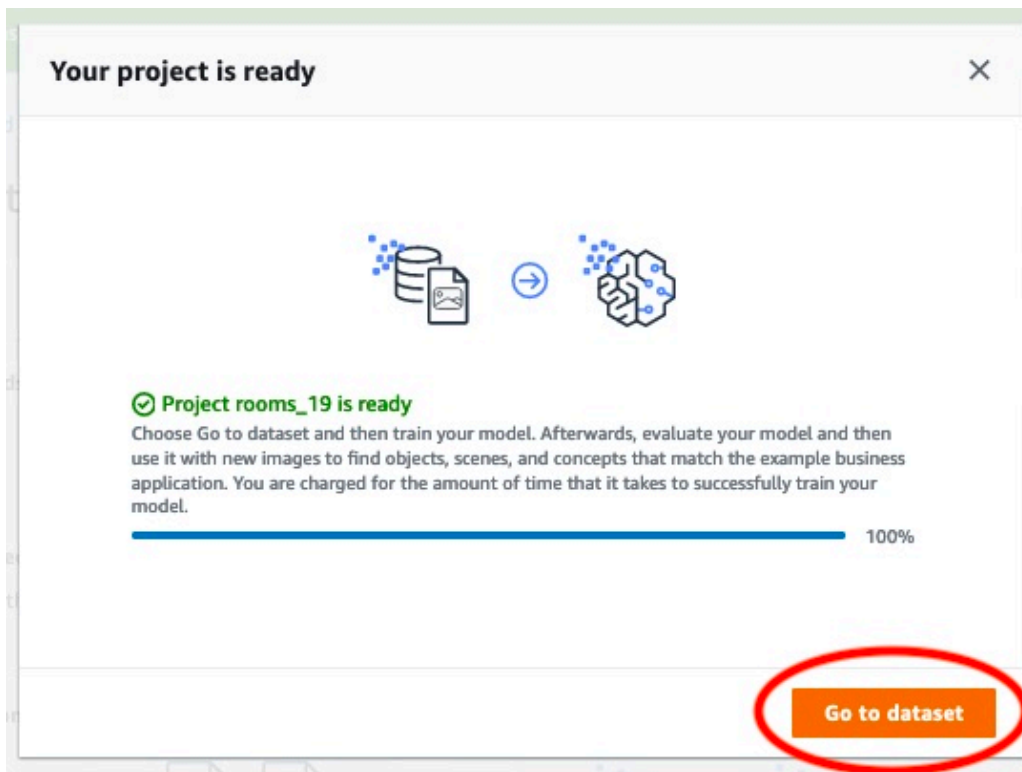 Your project is ready
Project rooms_19 is ready
Choose Go to dataset and then train your model. Afterwards, evaluate your model and then
use it with new images to find objects, scenes, and concepts that match the example business
application. You are charged for the amount of time that it takes to successfully train your
model.
100%
Go to dataset